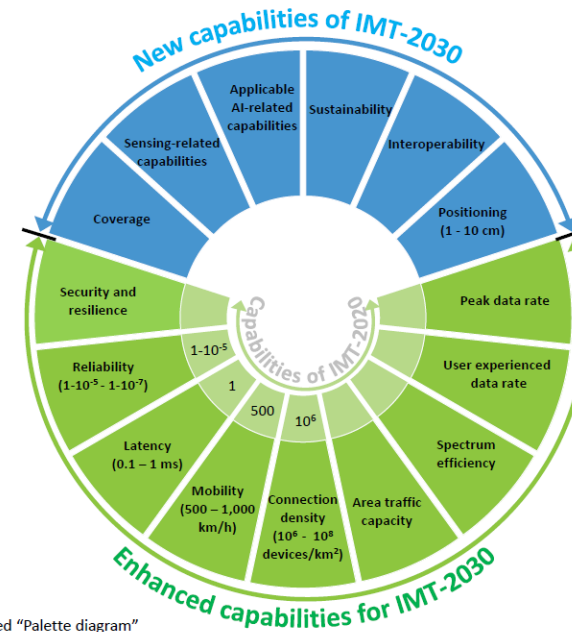 New capabilities of IMT-2030
Applicable
AI-related
capabilities
Sustainability
Sensing-related
capabilities
Interoperability
Coverage
Positioning
(1 - 10 cm)
Security and
resilience
Peak data rate
Capabilities of IMT-2020
Reliability
(1-10⁻⁵ - 1-10⁻⁷)
1-10⁻⁵
User experienced
data rate
1
Latency
(0.1 – 1 ms)
500
10⁶
Spectrum
efficiency
Mobility
(500 – 1,000
km/h)
Connection
density
(10⁶ - 10⁸
devices/km²)
Area traffic
capacity
Enhanced capabilities for IMT-2030
ed “Palette diagram”